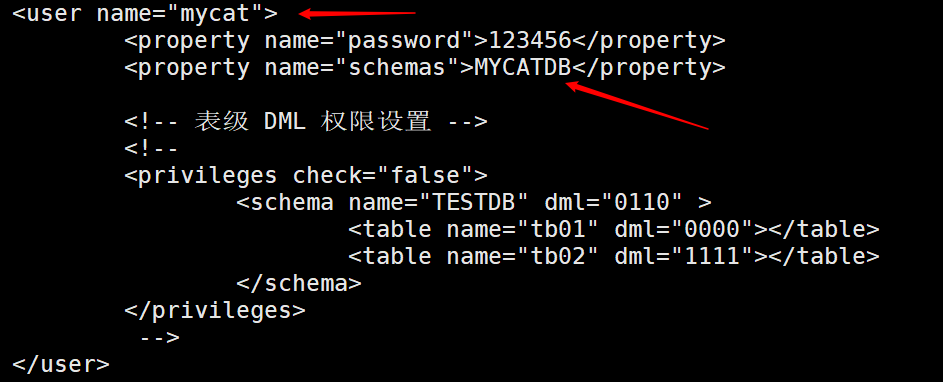 <user name="mycat">
<property name="password">123456</property>
<property name="schemas">MYCATDB</property>
<!-- 表级 DML 权限设置 -->
<!--
<privileges check="false">
<schema name="TESTDB" dml="0110" >
<table name="tb01" dml="0000"></table>
<table name="tb02" dml="1111"></table>
</schema>
</privileges>
-->
</user>